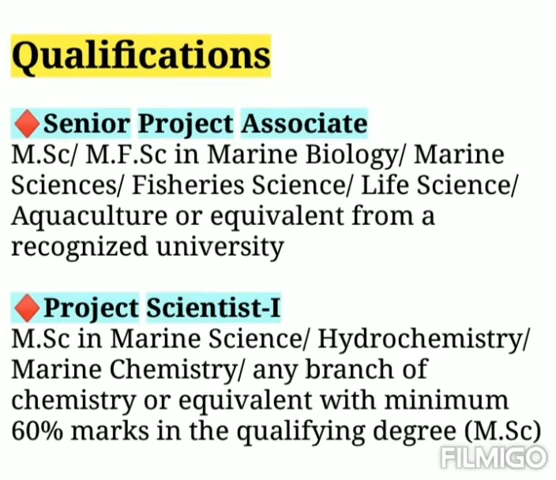 Qualifications
♦Senior Project Associate
M.Sc/ M.F.Sc in Marine Biology/ Marine
Sciences/ Fisheries Science/ Life Science/
Aquaculture or equivalent from a
recognized university
♦Project Scientist-I
M.Sc in Marine Science/ Hydrochemistry/
Marine Chemistry/ any branch of
chemistry or equivalent with minimum
60% marks in the qualifying degree (M.Sc)
FILMIGO